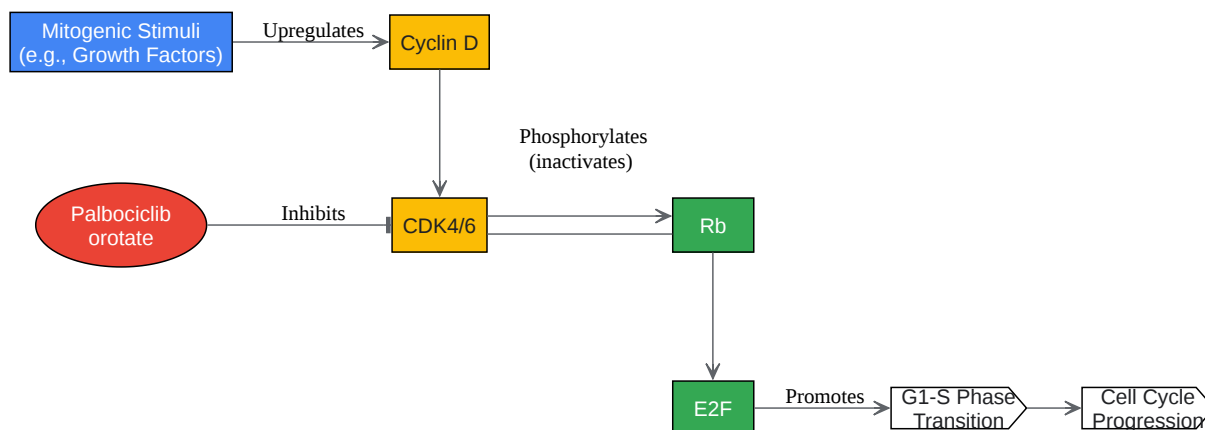 Mitogenic Stimuli
(e.g., Growth Factors)
Upregulates
Cyclin D
Phosphorylates
(inactivates)
Palbociclib
orotate
Inhibits
CDK4/6
Rb
E2F
Promotes
G1-S Phase
Transition
Cell Cycle
Progression